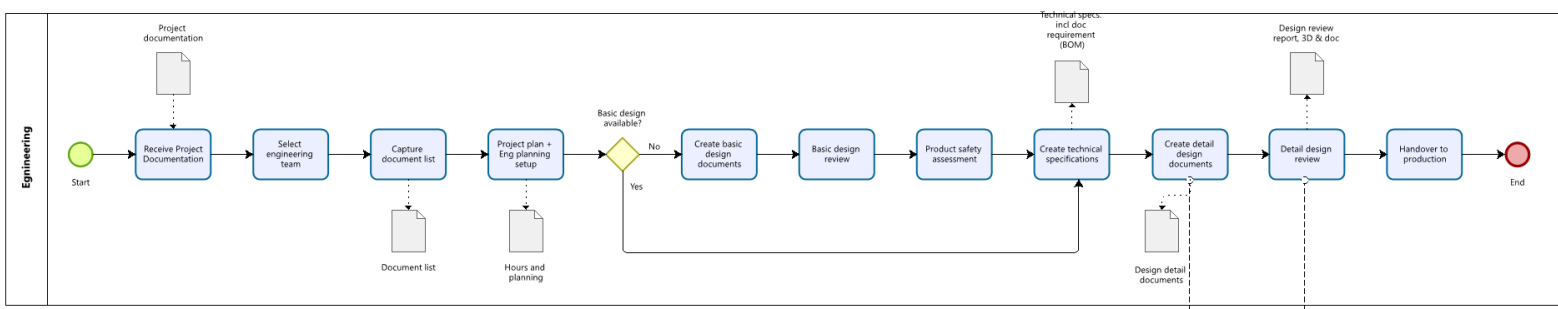 Egnineering
Start
Project
documentation
Receive Project
Documentation
Select
engineering
team
Capture
document list
Document list
Project plan +
Eng planning
setup
Hours and
planning
Basic design
available?
No
Yes
Create basic
design
documents
Basic design
review
Product safety
assessment
Technical specs.
incl doc
requirement
(BOM)
Create technical
specifications
Create detail
design
documents
Design detail
documents
Design review
report, 3D & doc
Detail design
review
Handover to
production
End